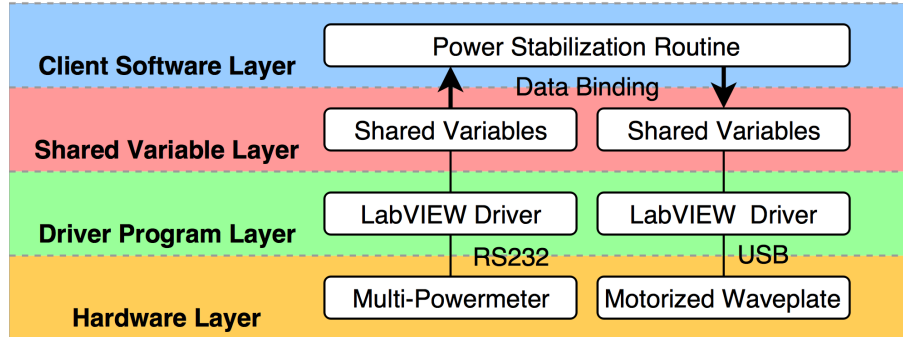 Power Stabilization Routine
Client Software Layer
Data Binding
Shared Variables
Shared Variables
Shared Variable Layer
LabVIEW Driver
LabVIEW Driver
Driver Program Layer
RS232
USB
Multi-Powermeter
Motorized Waveplate
Hardware Layer